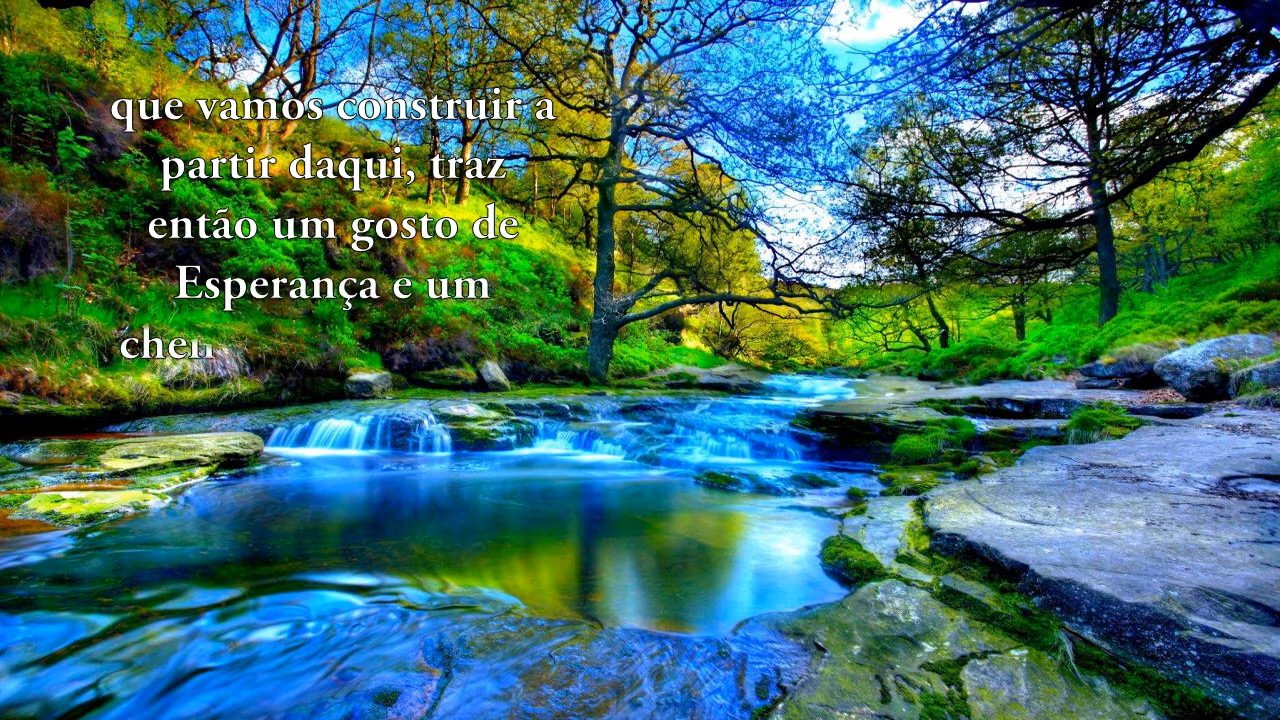 que vamos construir a
partir daqui, traz
então um gosto de
Esperança e um